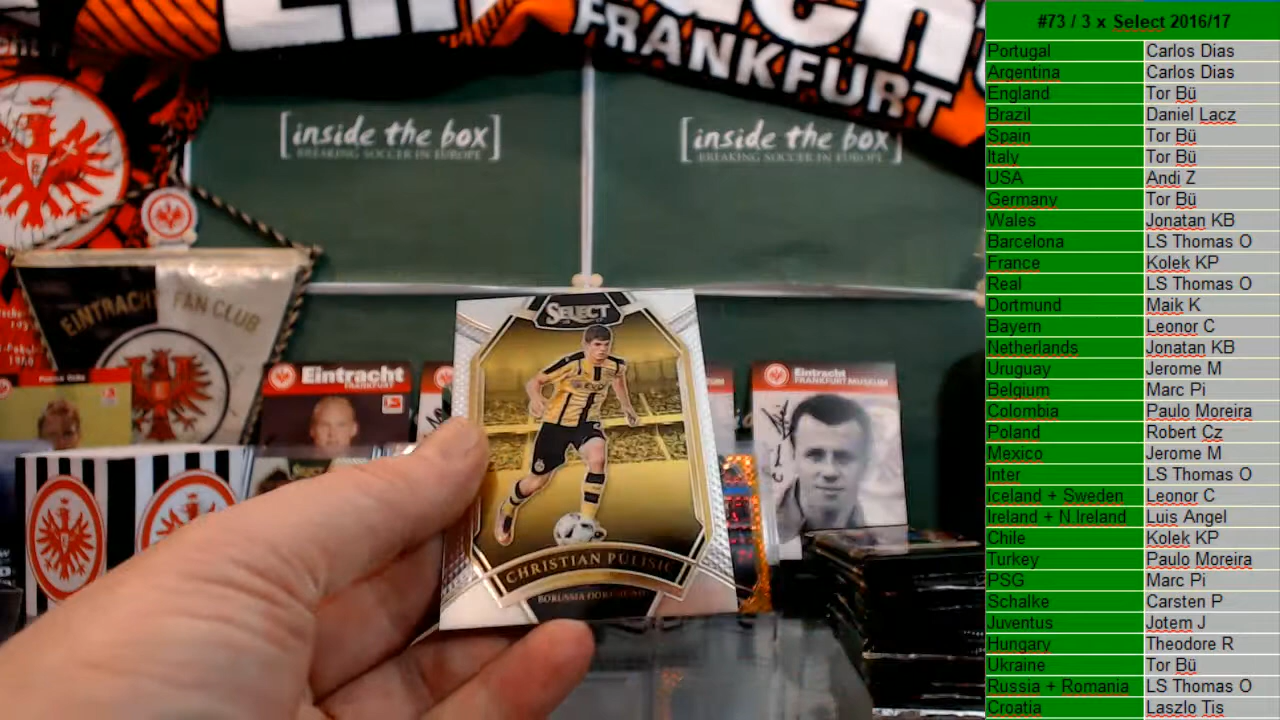 FRANKFURT
[inside the box]
BREAKING SOCCER IN EUROPE
[inside the box]
BREAKING SOCCER IN EUROPE
EINTRACHT FAN CLUB
Eintracht
FRANKFURT
Eintracht
FRANKFURT MUSEUM
SELECT
CHRISTIAN PULISIC
BORUSSIA DORTMUND
#73 / 3 x Select 2016/17
Portugal Carlos Dias
Argentina Carlos Dias
England Tor Bü
Brazil Daniel Lacz
Spain Tor Bü
Italy Tor Bü
USA Andi Z
Germany Tor Bü
Wales Jonatan KB
Barcelona LS Thomas O
France Kolek KP
Real LS Thomas O
Dortmund Maik K
Bayern Leonor C
Netherlands Jonatan KB
Uruguay Jerome M
Belgium Marc Pi
Colombia Paulo Moreira
Poland Robert Cz
Mexico Jerome M
Inter LS Thomas O
Iceland + Sweden Leonor C
Ireland + N.Ireland Luis Angel
Chile Kolek KP
Turkey Paulo Moreira
PSG Marc Pi
Schalke Carsten P
Juventus Jotem J
Hungary Theodore R
Ukraine Tor Bü
Russia + Romania LS Thomas O
Croatia Laszlo Tis